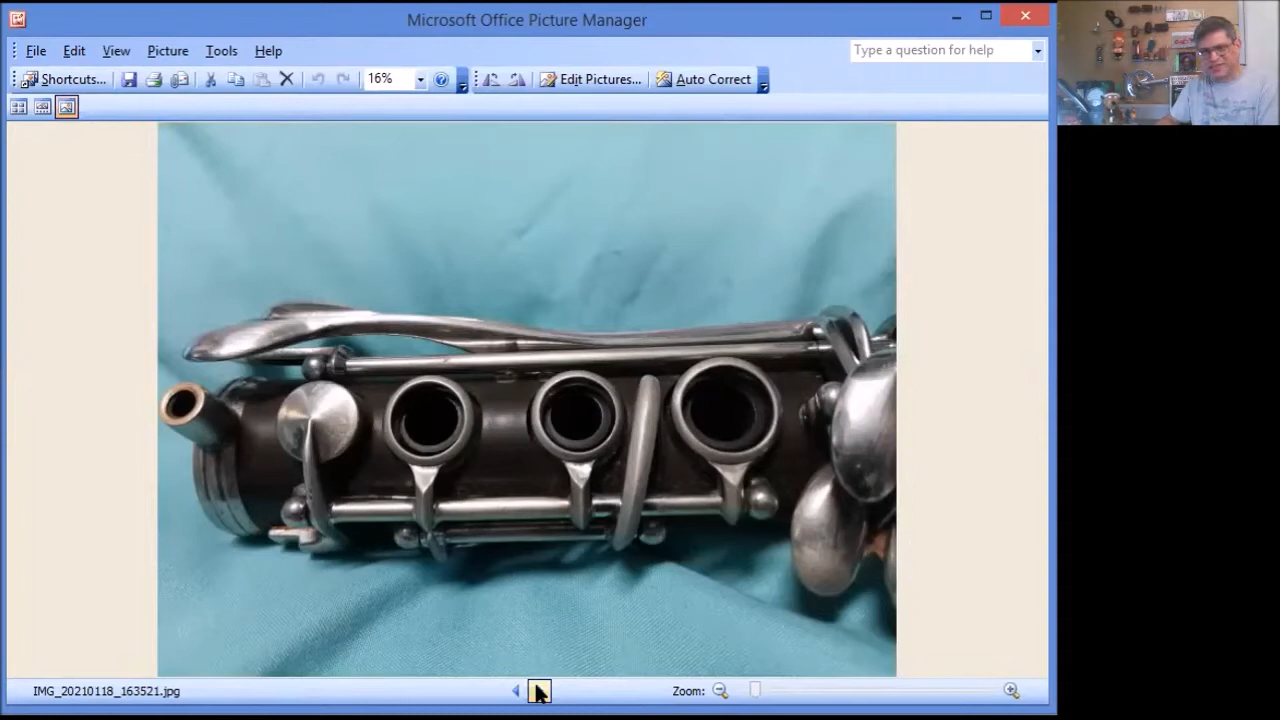 Microsoft Office Picture Manager
File Edit View Picture Tools Help
Type a question for help
Shortcuts... 16% Edit Pictures... Auto Correct
IMG_20210118_163521.jpg
Zoom: